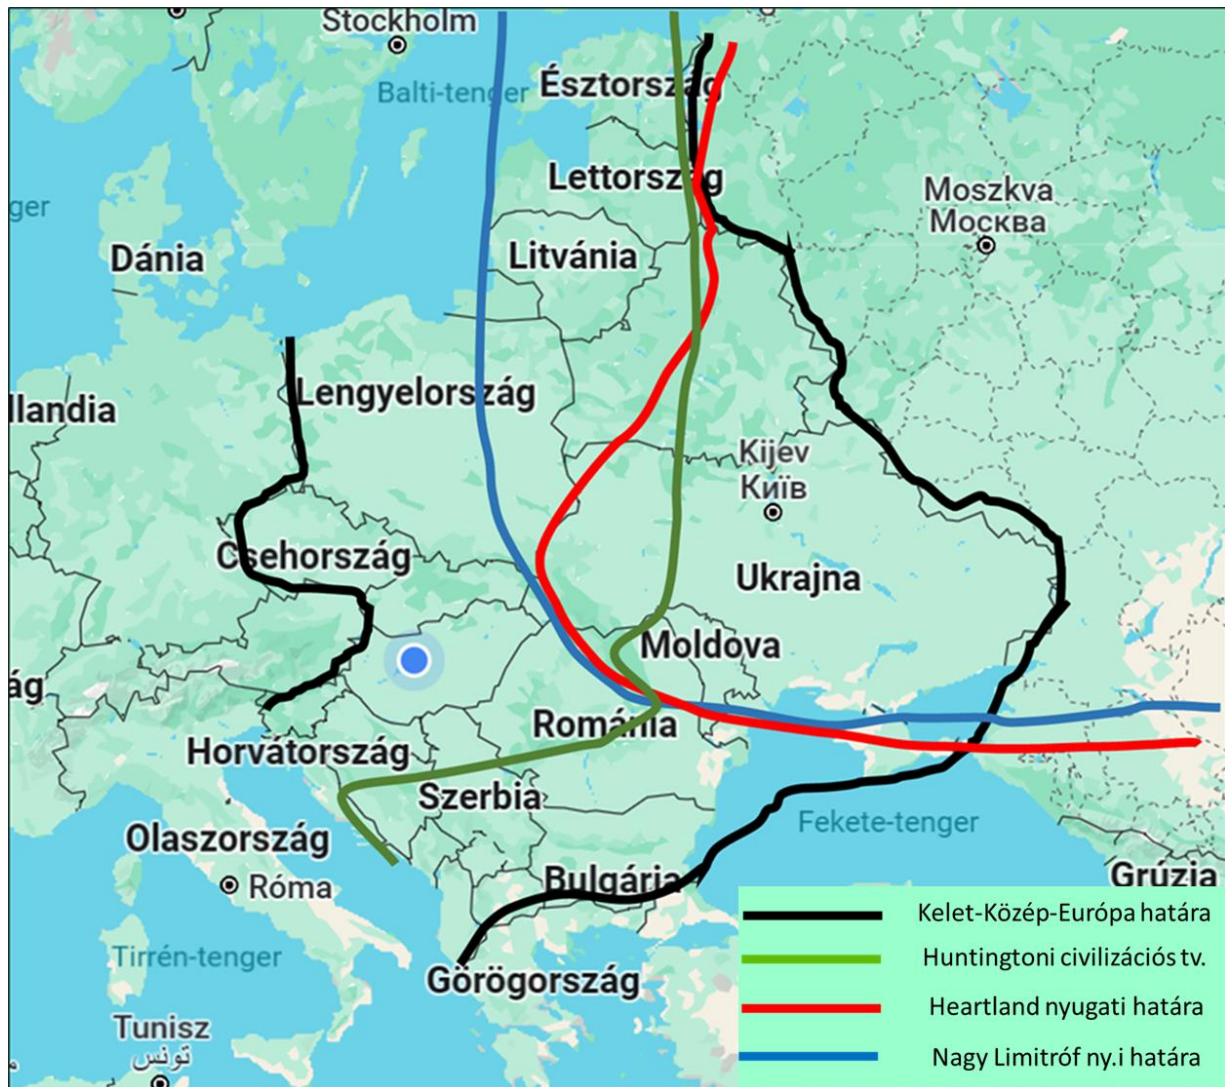 Stockholm
Balti-tenger
Észtország
ger
Lettország
Moszkva
Москва
Dánia
Litvánia
llandia
Lengyelország
Kijev
Київ
Csehország
Ukrajna
Moldova
ág
Románia
Horvátország
Szerbia
Fekete-tenger
Olaszország
Róma
Bulgária
Grúzia
Tirrén-tenger
Görögország
Tunisz
تونس
Kelet-Közép-Európa határa
Huntingtoni civilizációs tv.
Heartland nyugati határa
Nagy Limitróf ny.i határa